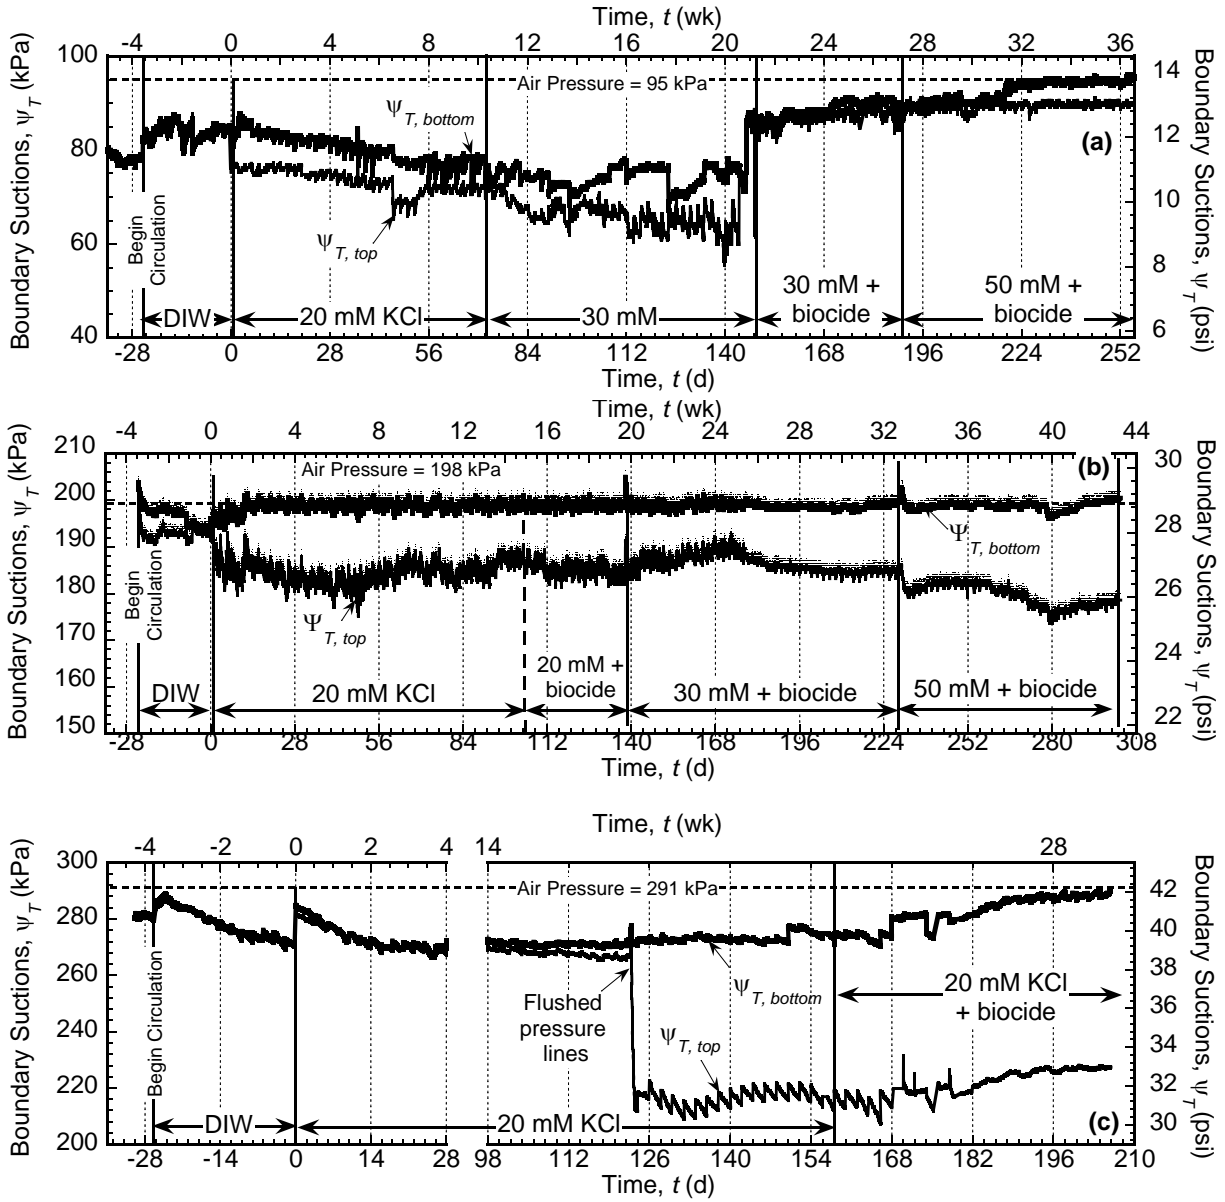 Time, t (wk)
-4 0 4 8 12 16 20 24 28 32 36
Boundary Suctions, ψT (kPa)
100
80
60
40
Air Pressure = 95 kPa
ψT, bottom
ψT, top
(a)
Begin
Circulation
DIW
20 mM KCl
30 mM
30 mM +
biocide
50 mM +
biocide
14
12
10
8
6
Boundary Suctions, ψT (psi)
-28 0 28 56 84 112 140 168 196 224 252
Time, t (d)
Time, t (wk)
-4 0 4 8 12 15 20 24 28 32 36 40 44
Boundary Suctions, ψT (kPa)
210
200
190
180
170
160
150
Air Pressure = 198 kPa
(b)
ΨT, bottom
ΨT, top
Begin
Circulation
DIW
20 mM KCl
20 mM +
biocide
30 mM + biocide
50 mM + biocide
30
28
26
24
22
Boundary Suctions, ψT (psi)
-28 0 28 56 84 112 140 168 196 224 252 280 308
Time, t (d)
Time, t (wk)
-4 -2 0 2 4 14 28
Boundary Suctions, ψT (kPa)
300
280
260
240
220
200
Air Pressure = 291 kPa
Begin Circulation
Flushed
pressure
lines
ψT, bottom
ψT, top
20 mM KCl
+ biocide
DIW
20 mM KCl
(c)
42
40
38
36
34
32
30
Boundary Suctions, ψT (psi)
-28 -14 0 14 28 98 112 126 140 154 168 182 196 210
Time, t (d)